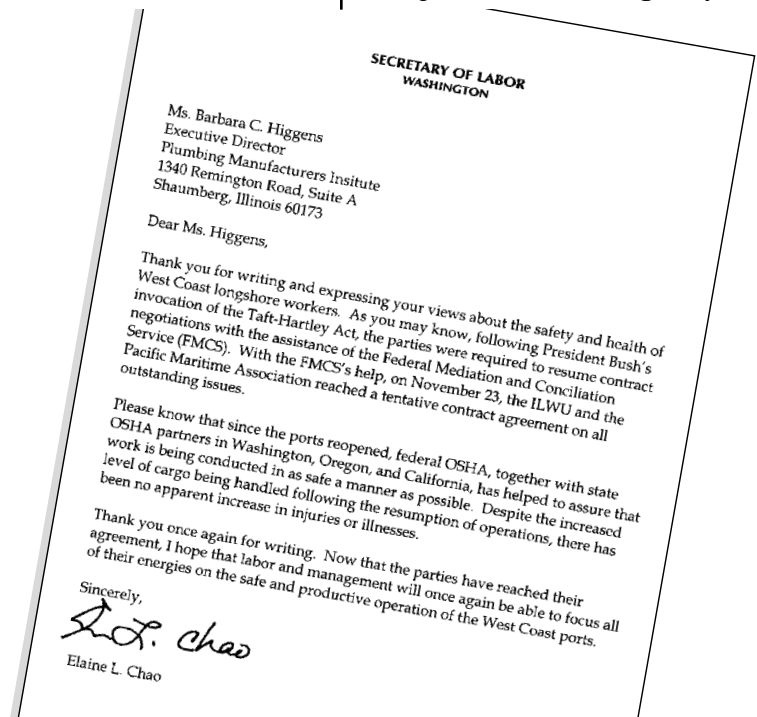 SECRETARY OF LABOR
WASHINGTON
Ms. Barbara C. Higgens
Executive Director
Plumbing Manufacturers Insitute
1340 Remington Road, Suite A
Shaumberg, Illinois 60173
Dear Ms. Higgens,
Thank you for writing and expressing your views about the safety and health of
West Coast longshore workers. As you may know, following President Bush's
invocation of the Taft-Hartley Act, the parties were required to resume contract
negotiations with the assistance of the Federal Mediation and Conciliation
Service (FMCS). With the FMCS's help, on November 23, the ILWU and the
Pacific Maritime Association reached a tentative contract agreement on all
outstanding issues.
Please know that since the ports reopened, federal OSHA, together with state
OSHA partners in Washington, Oregon, and California, has helped to assure that
work is being conducted in as safe a manner as possible. Despite the increased
level of cargo being handled following the resumption of operations, there has
been no apparent increase in injuries or illnesses.
Thank you once again for writing. Now that the parties have reached their
agreement, I hope that labor and management will once again be able to focus all
of their energies on the safe and productive operation of the West Coast ports.
Sincerely,
L. Chao
Elaine L. Chao